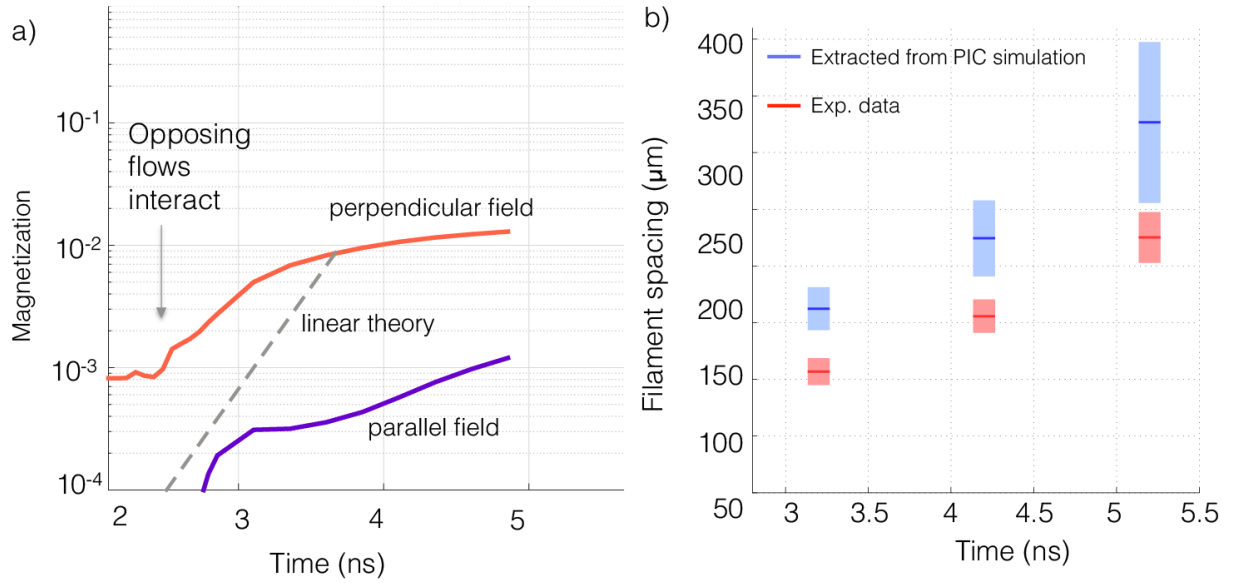 a)
Magnetization
10-1
10-2
10-3
10-4
Opposing
flows
interact
perpendicular field
linear theory
parallel field
2 3 4 5
Time (ns)
b)
Filament spacing (μm)
400
350
300
250
200
150
100
50
Extracted from PIC simulation
Exp. data
3 3.5 4 4.5 5 5.5
Time (ns)